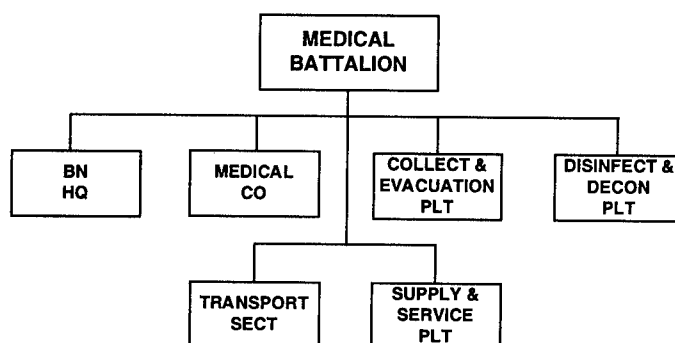 MEDICAL
BATTALION
BN
HQ
MEDICAL
CO
COLLECT &
EVACUATION
PLT
DISINFECT &
DECON
PLT
TRANSPORT
SECT
SUPPLY &
SERVICE
PLT